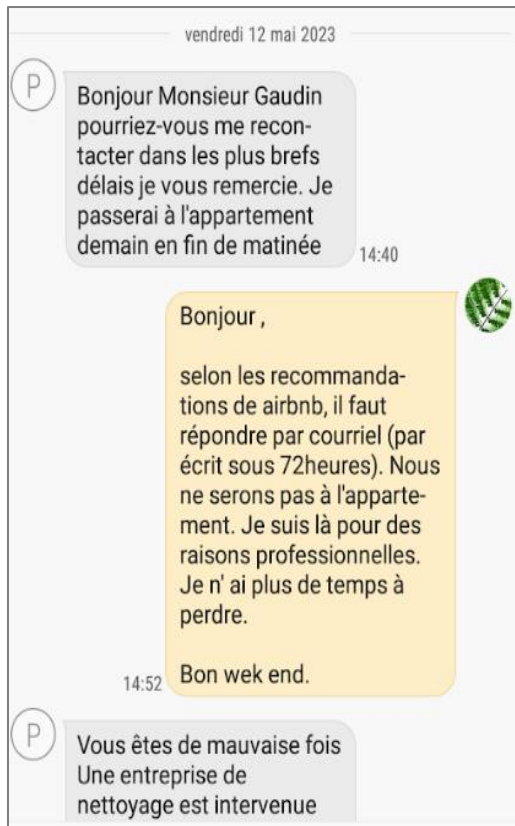 vendredi 12 mai 2023
P
Bonjour Monsieur Gaudin
pourriez-vous me recon-
tacter dans les plus brefs
délais je vous remercie. Je
passerai à l'appartement
demain en fin de matinée
14:40
Bonjour ,
selon les recommanda-
tions de airbnb, il faut
répondre par courriel (par
écrit sous 72heures). Nous
ne serons pas à l'apparte-
ment. Je suis là pour des
raisons professionnelles.
Je n' ai plus de temps à
perdre.
Bon wek end.
14:52
P
Vous êtes de mauvaise fois
Une entreprise de
nettoyage est intervenue